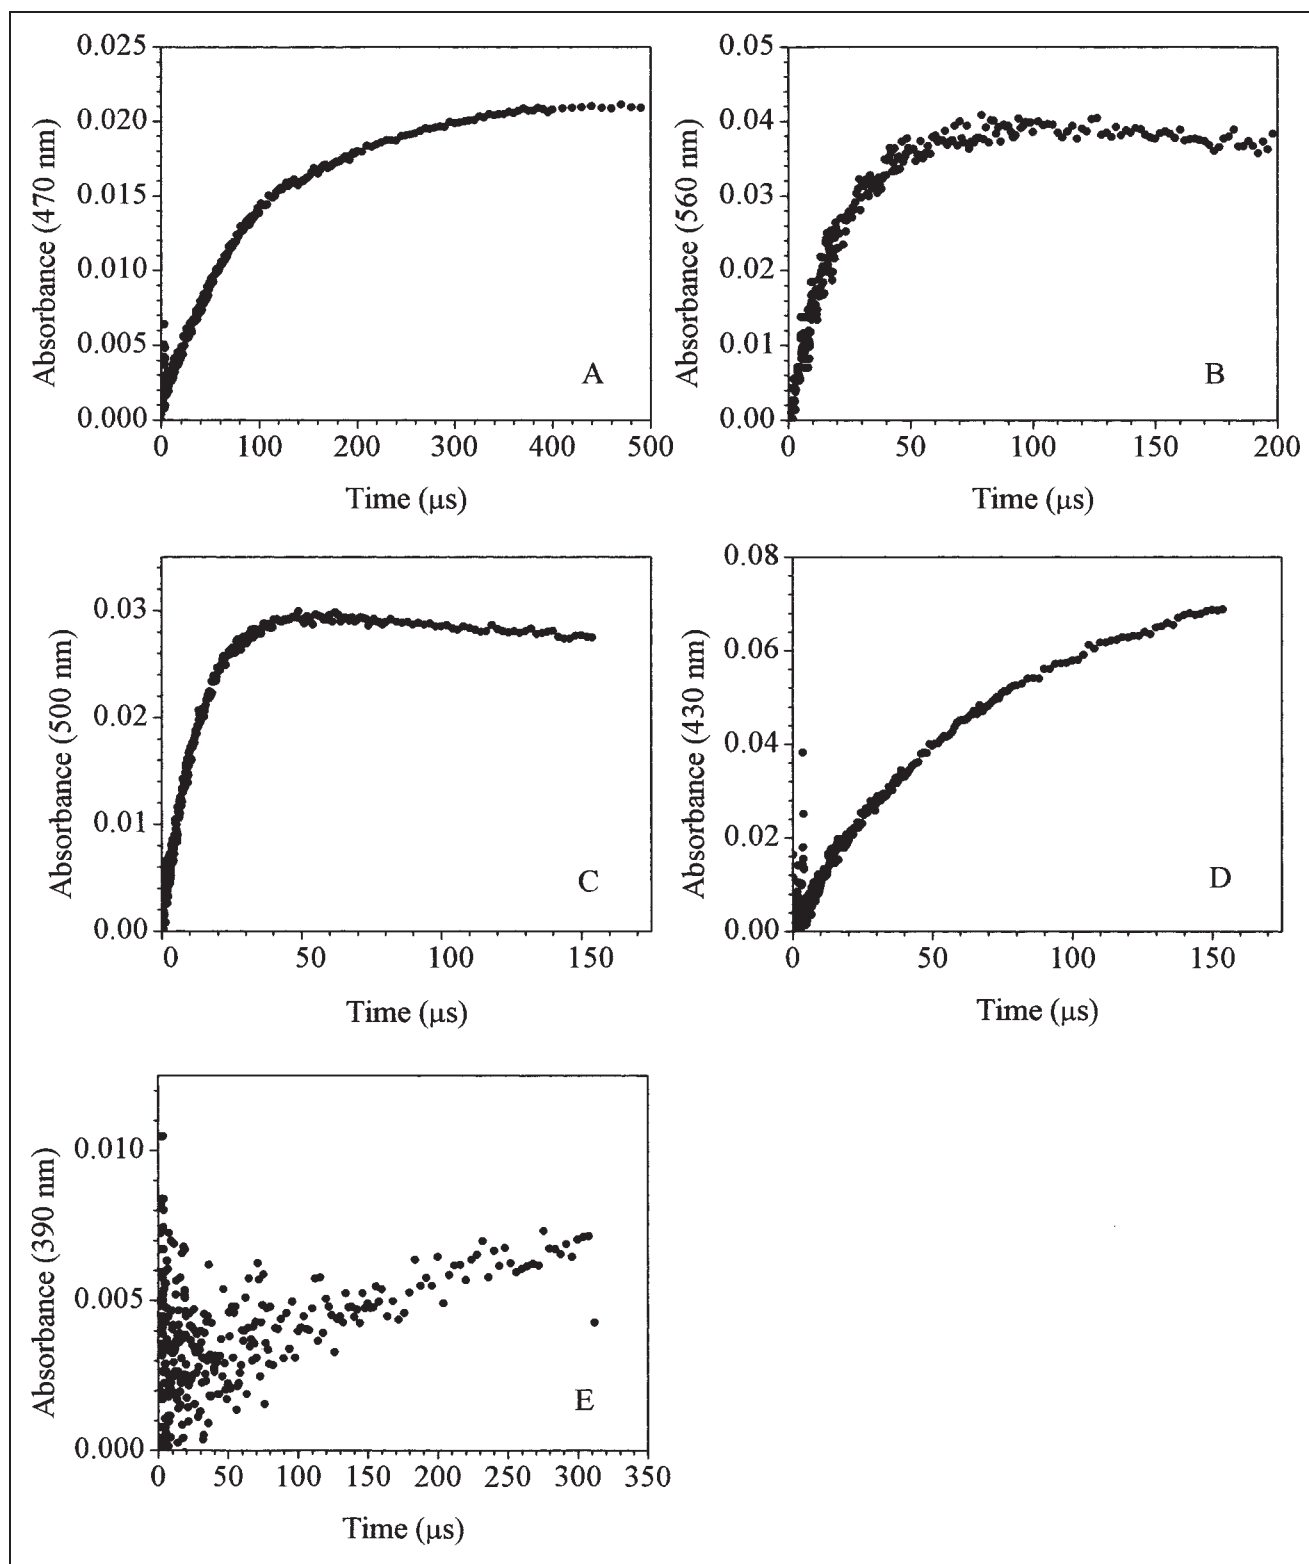 0.025
0.020
0.015
0.010
0.005
0.000
Absorbance (470 nm)
A
0 100 200 300 400 500
Time (μs)
0.05
0.04
0.03
0.02
0.01
0.00
Absorbance (560 nm)
B
0 50 100 150 200
Time (μs)
0.03
0.02
0.01
0.00
Absorbance (500 nm)
C
0 50 100 150
Time (μs)
0.08
0.06
0.04
0.02
0.00
Absorbance (430 nm)
D
0 50 100 150
Time (μs)
0.010
0.005
0.000
Absorbance (390 nm)
E
0 50 100 150 200 250 300 350
Time (μs)